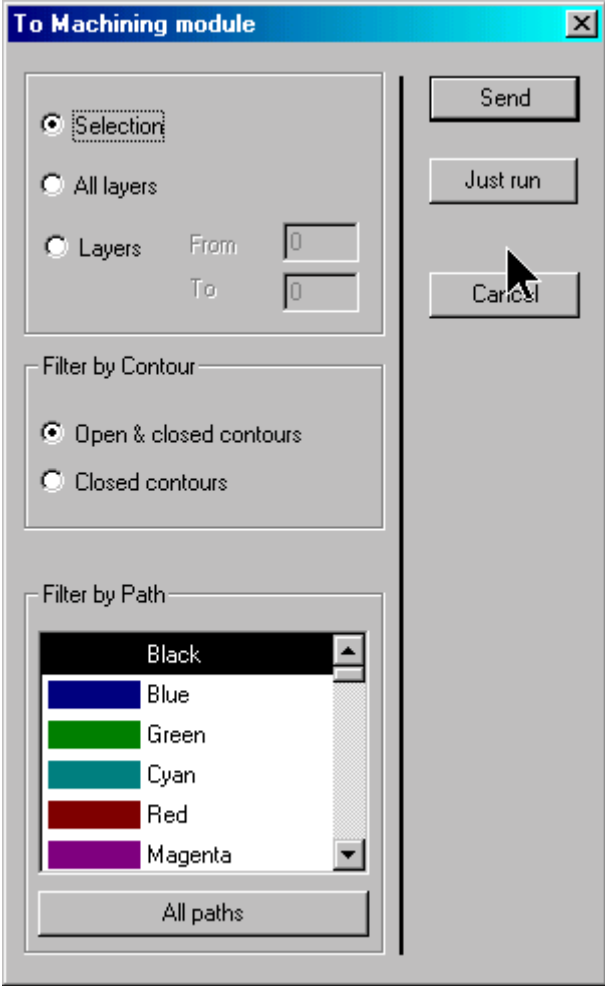 To Machining module
Selection
All layers
Layers From 0
To 0
Send
Just run
Cancel
Filter by Contour
Open & closed contours
Closed contours
Filter by Path
Black
Blue
Green
Cyan
Red
Magenta
All paths